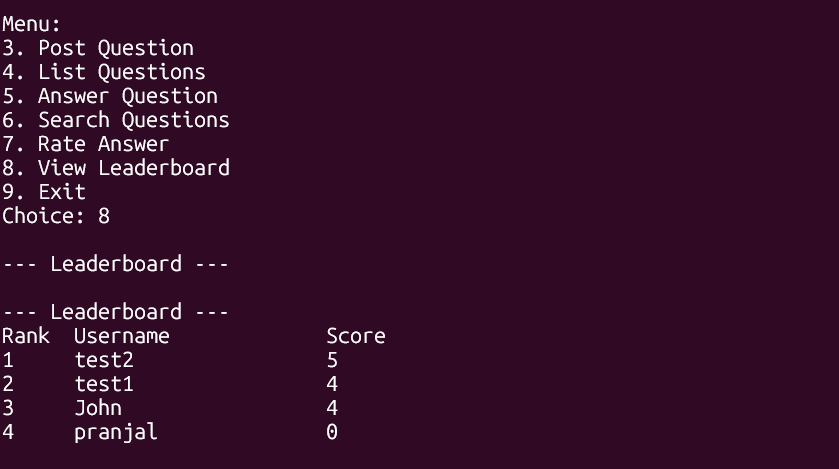 Menu:
3. Post Question
4. List Questions
5. Answer Question
6. Search Questions
7. Rate Answer
8. View Leaderboard
9. Exit
Choice: 8
--- Leaderboard ---
--- Leaderboard ---
Rank  Username             Score
1     test2                5
2     test1                4
3     John                 4
4     pranjal              0